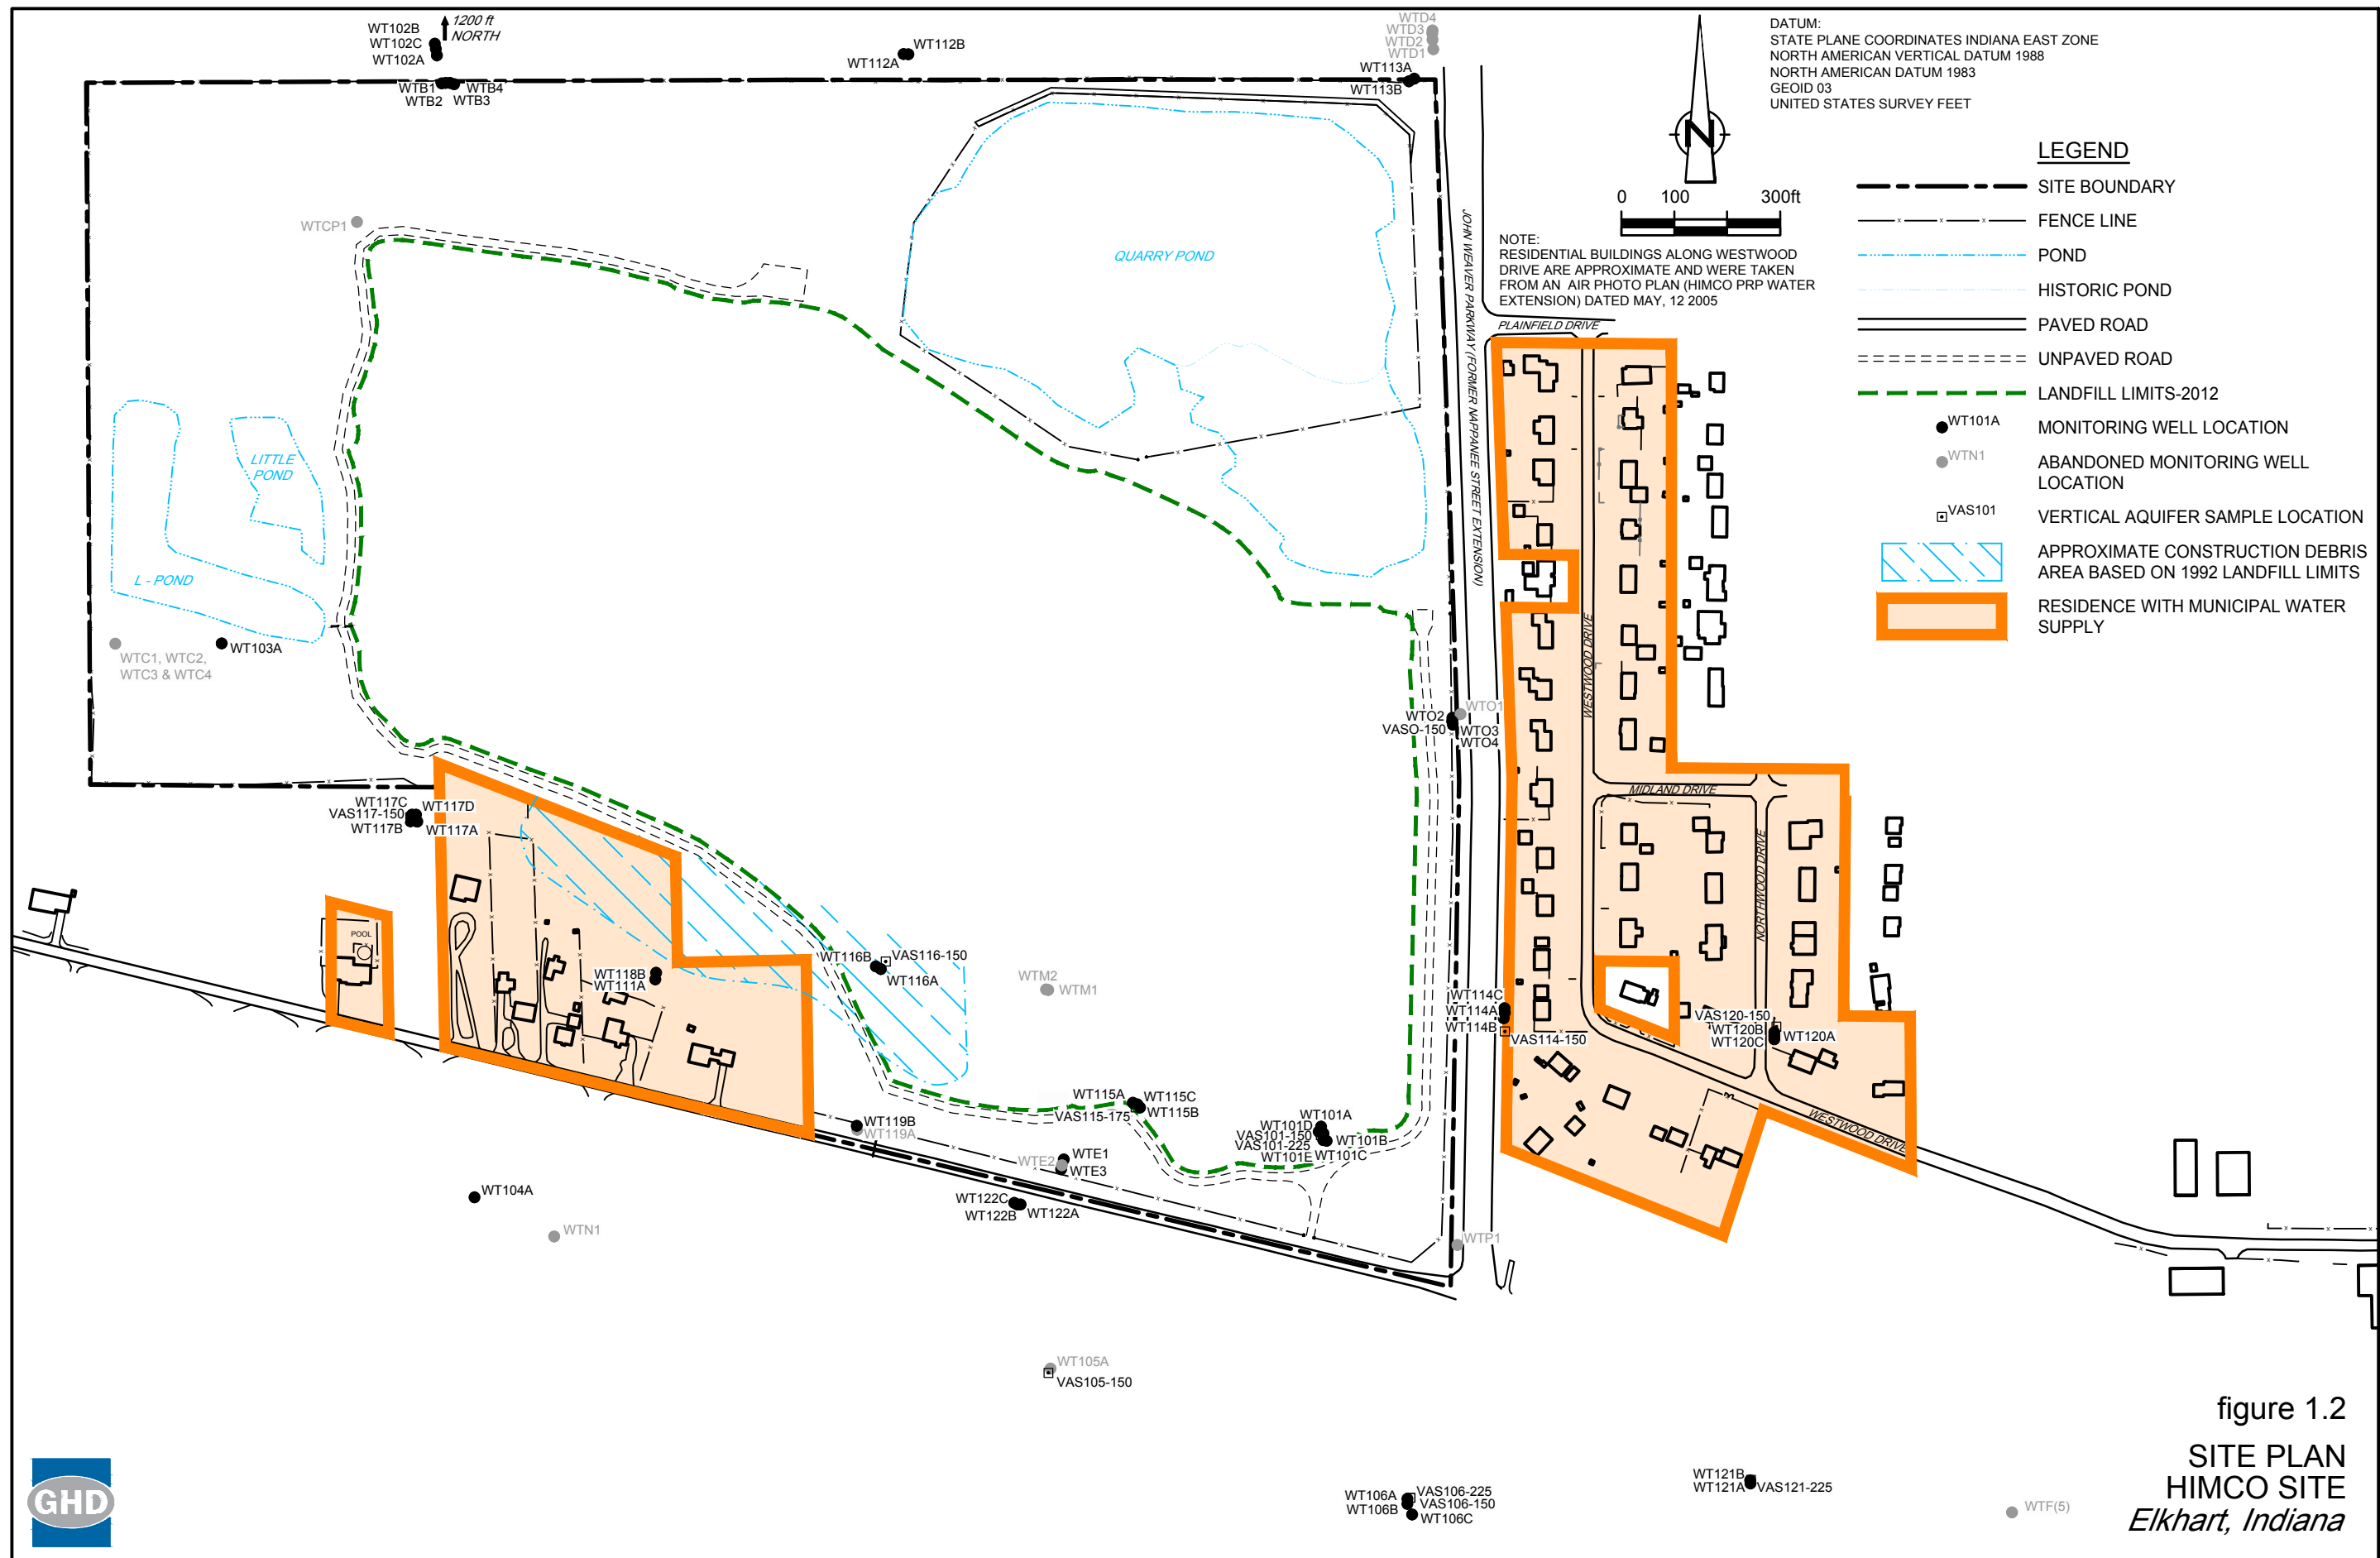 WT102B
WT102C
WT102A
1200 ft
NORTH
WTB1
WTB4
WTB2
WTB3
WT112B
WT112A
WTD4
WTD3
WTD2
WTD1
WT113A
WT113B
DATUM:
STATE PLANE COORDINATES INDIANA EAST ZONE
NORTH AMERICAN VERTICAL DATUM 1988
NORTH AMERICAN DATUM 1983
GEOID 03
UNITED STATES SURVEY FEET
N
0 100 300ft
NOTE:
RESIDENTIAL BUILDINGS ALONG WESTWOOD
DRIVE ARE APPROXIMATE AND WERE TAKEN
FROM AN AIR PHOTO PLAN (HIMCO PRP WATER
EXTENSION) DATED MAY, 12 2005
LEGEND
SITE BOUNDARY
FENCE LINE
POND
HISTORIC POND
PAVED ROAD
UNPAVED ROAD
LANDFILL LIMITS-2012
WT101A
MONITORING WELL LOCATION
WTN1
ABANDONED MONITORING WELL
LOCATION
VAS101
VERTICAL AQUIFER SAMPLE LOCATION
APPROXIMATE CONSTRUCTION DEBRIS
AREA BASED ON 1992 LANDFILL LIMITS
RESIDENCE WITH MUNICIPAL WATER
SUPPLY
WTCP1
QUARRY POND
JOHN WEAVER PARKWAY (FORMER NAPPANEE STREET EXTENSION)
PLAINFIELD DRIVE
LITTLE
POND
L - POND
WTC1, WTC2,
WTC3 & WTC4
WT103A
WESTWOOD DRIVE
WTO1
WTO2
VASO-150
WTO3
WTO4
MIDLAND DRIVE
NORTHWOOD DRIVE
WT117C
WT117D
VAS117-150
WT117B
WT117A
POOL
WT118B
WT111A
WT116B
VAS116-150
WT116A
WTM2
WTM1
WT114C
WT114A
WT114B
VAS114-150
VAS120-150
WT120B
WT120A
WT120C
WESTWOOD DRIVE
WT115A
WT115C
VAS115-175
WT115B
WT119B
WT119A
WT101A
WT101D
VAS101-150
WT101B
VAS101-225
WT101E
WT101C
WTE1
WTE2
WTE3
WT104A
WTN1
WT122C
WT122B
WT122A
WTP1
WT105A
VAS105-150
WT106A
VAS106-225
WT106B
VAS106-150
WT106C
WT121B
WT121A
VAS121-225
WTF(5)
GHD
figure 1.2
SITE PLAN
HIMCO SITE
Elkhart, Indiana